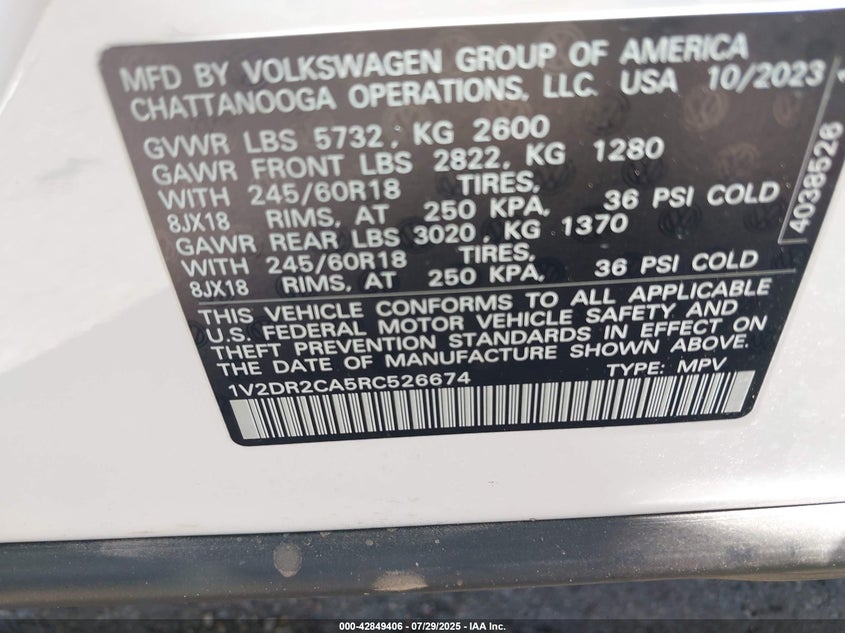 MFD BY VOLKSWAGEN GROUP OF AMERICA
CHATTANOOGA OPERATIONS, LLC. USA 10/2023
GVWR LBS 5732, KG 2600
GAWR FRONT LBS 2822, KG 1280
WITH 245/60R18 TIRES,
8JX18 RIMS, AT 250 KPA, 36 PSI COLD
GAWR REAR LBS 3020, KG 1370
WITH 245/60R18 TIRES,
8JX18 RIMS, AT 250 KPA, 36 PSI COLD
THIS VEHICLE CONFORMS TO ALL APPLICABLE
U.S. FEDERAL MOTOR VEHICLE SAFETY AND
THEFT PREVENTION STANDARDS IN EFFECT ON
THE DATE OF MANUFACTURE SHOWN ABOVE.
1V2DR2CA5RC526674 TYPE: MPV
4038526
000-42849406 - 07/29/2025 - IAA Inc.